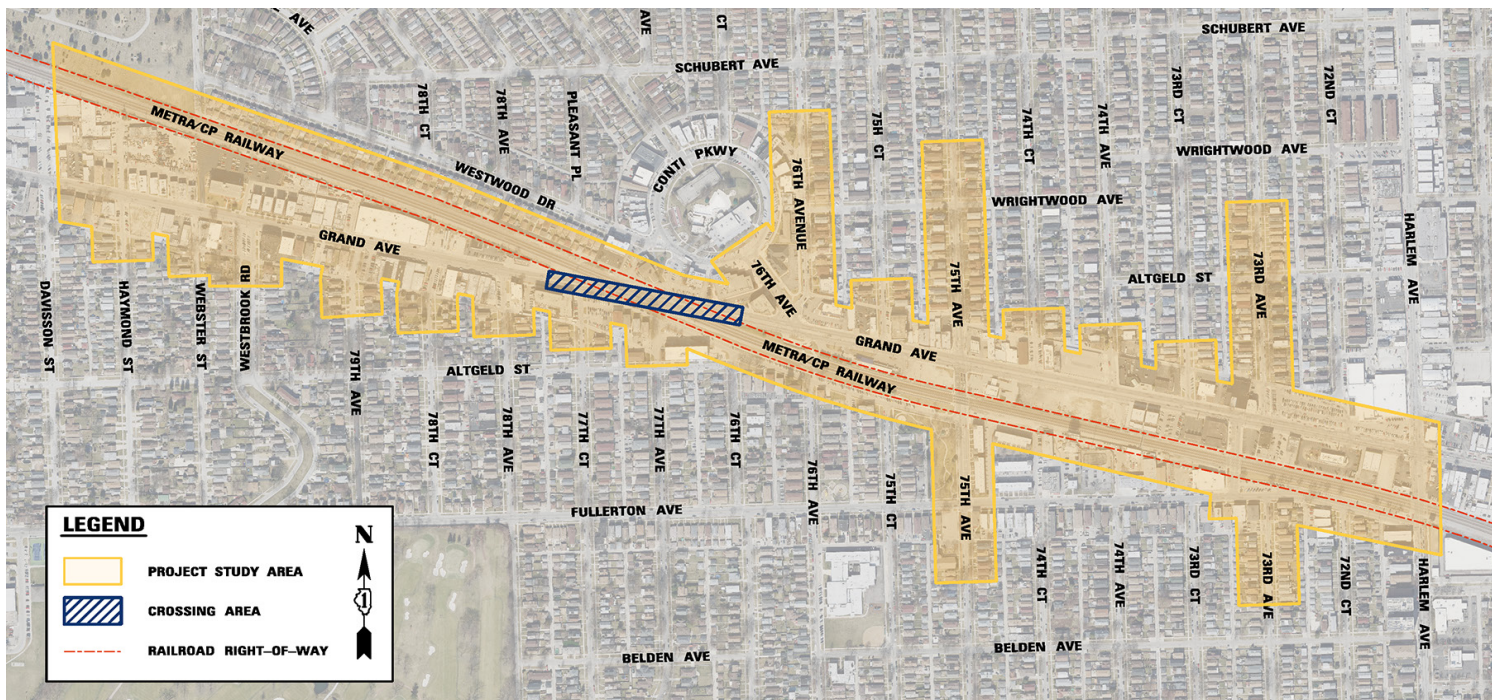 AVE
AVE
CT
SCHUBERT AVE
SCHUBERT AVE
78TH CT
78TH AVE
PLEASANT PL
75H CT
74TH CT
74TH AVE
73RD CT
72ND CT
METRA/CP RAILWAY
CONTI PKWY
WRIGHTWOOD AVE
WESTWOOD DR
76TH AVENUE
WRIGHTWOOD AVE
GRAND AVE
HARLEM AVE
76TH AVE
75TH AVE
ALTGELD ST
73RD AVE
DAVISSON ST
HAYMOND ST
WEBSTER ST
WESTBROOK RD
79TH AVE
GRAND AVE
METRA/CP RAILWAY
ALTGELD ST
78TH CT
78TH AVE
77TH CT
77TH AVE
76TH CT
76TH AVE
75TH CT
75TH AVE
FULLERTON AVE
74TH CT
74TH AVE
73RD CT
73RD AVE
72ND CT
HARLEM AVE
BELDEN AVE
BELDEN AVE
LEGEND
N
PROJECT STUDY AREA
CROSSING AREA
1
RAILROAD RIGHT-OF-WAY